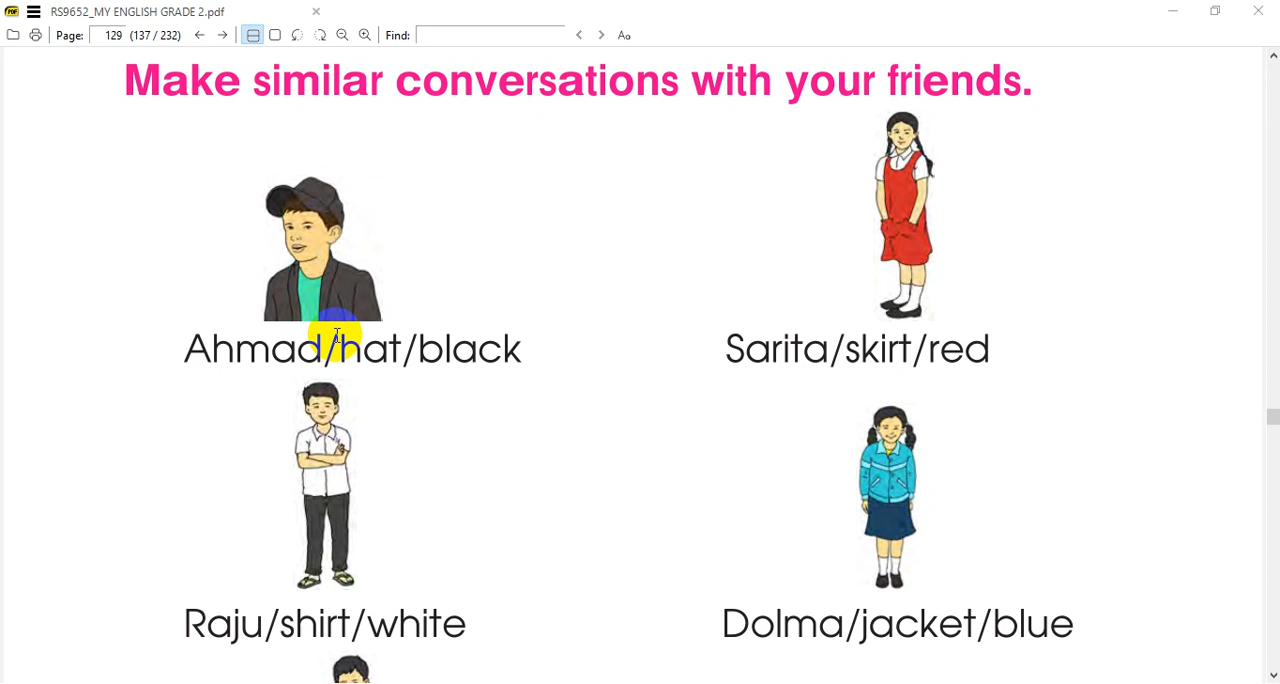 RS9652_MY ENGLISH GRADE 2.pdf
Page: 129 (137 / 232) Find: Aa
Make similar conversations with your friends.
Ahmad/hat/black Sarita/skirt/red
Raju/shirt/white Dolma/jacket/blue